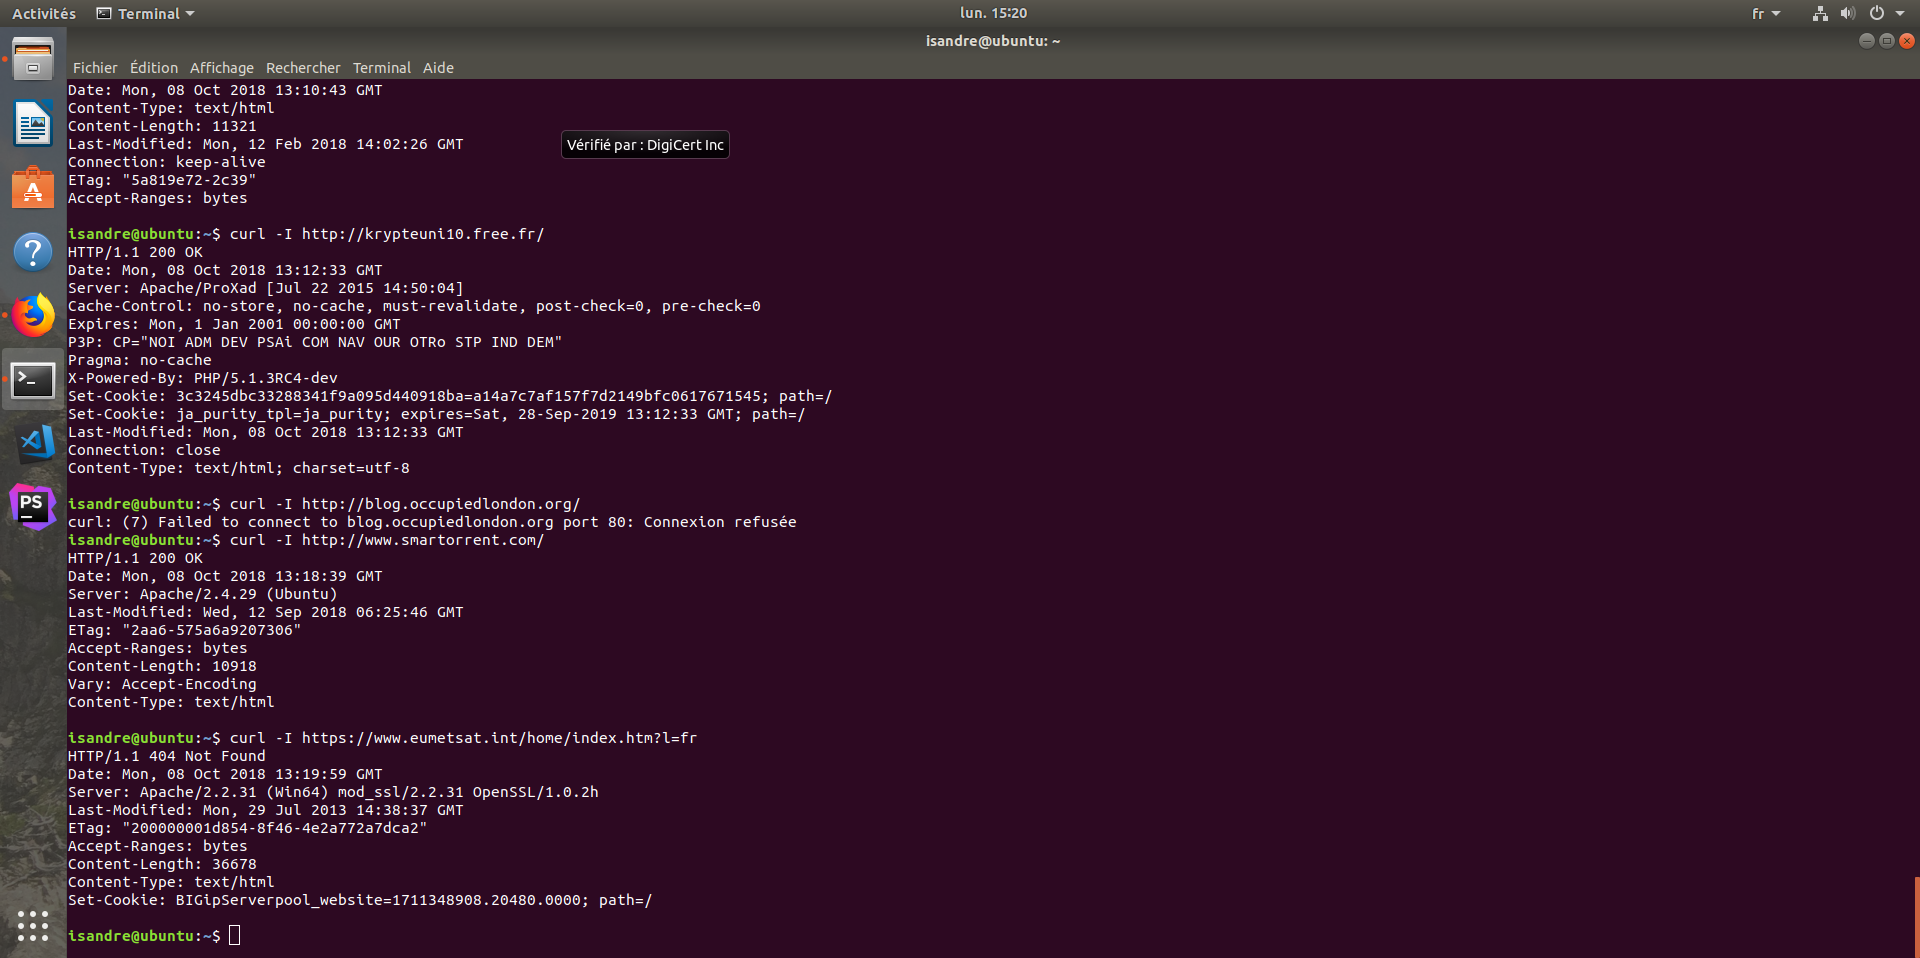 Activités Terminal lun. 15:20 fr
isandre@ubuntu: ~
Fichier Édition Affichage Rechercher Terminal Aide
Date: Mon, 08 Oct 2018 13:10:43 GMT
Content-Type: text/html
Content-Length: 11321
Last-Modified: Mon, 12 Feb 2018 14:02:26 GMT
Vérifié par : DigiCert Inc
Connection: keep-alive
ETag: "5a819e72-2c39"
Accept-Ranges: bytes
isandre@ubuntu:~$ curl -I http://krypteuni10.free.fr/
HTTP/1.1 200 OK
Date: Mon, 08 Oct 2018 13:12:33 GMT
Server: Apache/ProXad [Jul 22 2015 14:50:04]
Cache-Control: no-store, no-cache, must-revalidate, post-check=0, pre-check=0
Expires: Mon, 1 Jan 2001 00:00:00 GMT
P3P: CP="NOI ADM DEV PSAi COM NAV OUR OTRo STP IND DEM"
Pragma: no-cache
X-Powered-By: PHP/5.1.3RC4-dev
Set-Cookie: 3c3245dbc33288341f9a095d440918ba=a14a7c7af157f7d2149bfc0617671545; path=/
Set-Cookie: ja_purity_tpl=ja_purity; expires=Sat, 28-Sep-2019 13:12:33 GMT; path=/
Last-Modified: Mon, 08 Oct 2018 13:12:33 GMT
Connection: close
Content-Type: text/html; charset=utf-8
isandre@ubuntu:~$ curl -I http://blog.occupiedlondon.org/
curl: (7) Failed to connect to blog.occupiedlondon.org port 80: Connexion refusée
isandre@ubuntu:~$ curl -I http://www.smartorrent.com/
HTTP/1.1 200 OK
Date: Mon, 08 Oct 2018 13:18:39 GMT
Server: Apache/2.4.29 (Ubuntu)
Last-Modified: Wed, 12 Sep 2018 06:25:46 GMT
ETag: "2aa6-575a6a9207306"
Accept-Ranges: bytes
Content-Length: 10918
Vary: Accept-Encoding
Content-Type: text/html
isandre@ubuntu:~$ curl -I https://www.eumetsat.int/home/index.htm?l=fr
HTTP/1.1 404 Not Found
Date: Mon, 08 Oct 2018 13:19:59 GMT
Server: Apache/2.2.31 (Win64) mod_ssl/2.2.31 OpenSSL/1.0.2h
Last-Modified: Mon, 29 Jul 2013 14:38:37 GMT
ETag: "200000001d854-8f46-4e2a772a7dca2"
Accept-Ranges: bytes
Content-Length: 36678
Content-Type: text/html
Set-Cookie: BIGipServerpool_website=1711348908.20480.0000; path=/
isandre@ubuntu:~$
PS